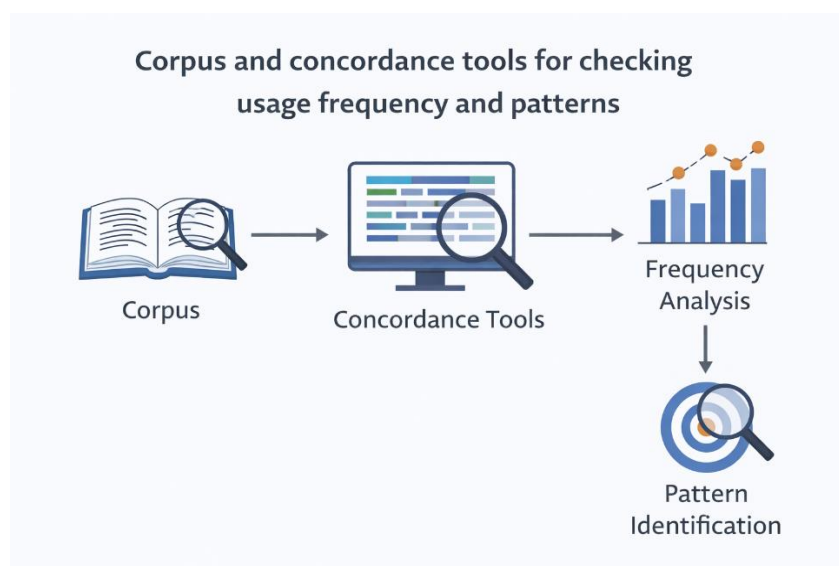 Corpus and concordance tools for checking
usage frequency and patterns
Corpus
Concordance Tools
Frequency
Analysis
Pattern
Identification